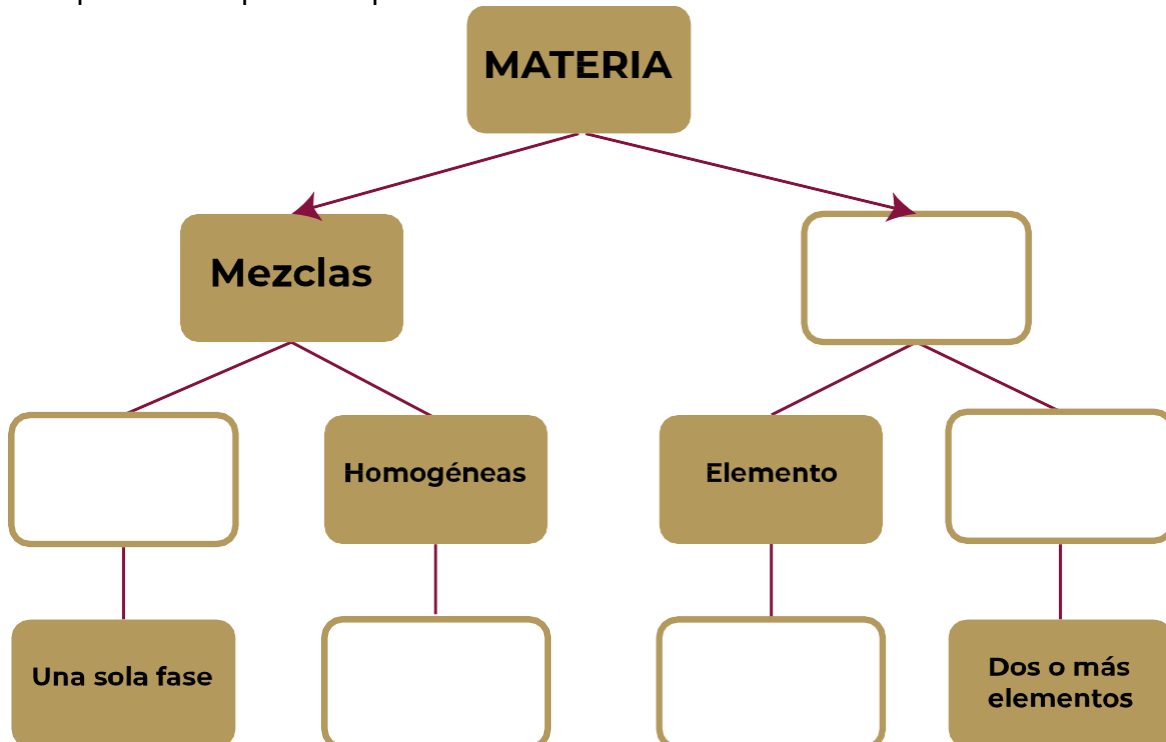 MATERIA
Mezclas
Homogéneas
Elemento
Una sola fase
Dos o más
elementos